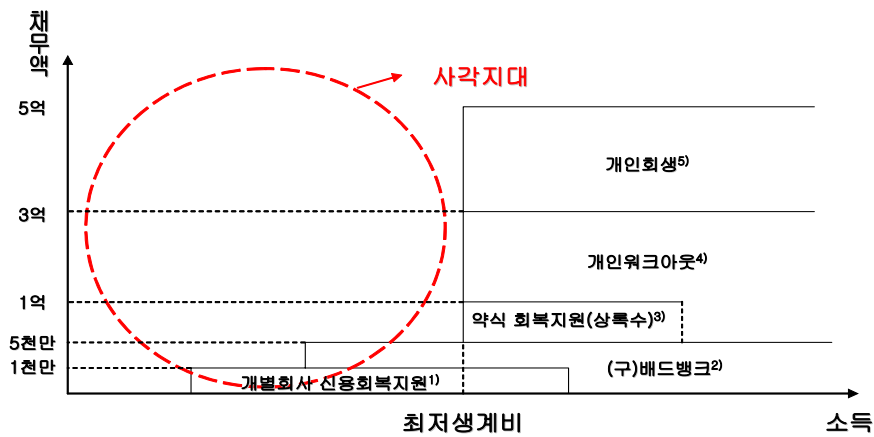 채무액
사각지대
5억
개인회생5)
3억
개인워크아웃4)
1억
약식 회복지원(상록수)3)
5천만
1천만
(구)배드뱅크2)
개별회사 신용회복지원1)
최저생계비
소득